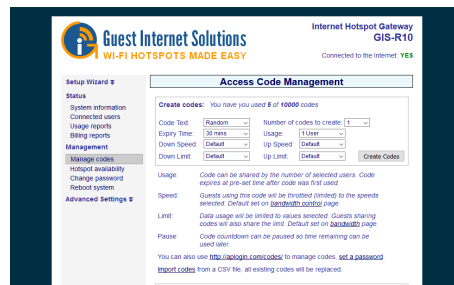 Guest Internet Solutions
WI-FI HOTSPOTS MADE EASY
Internet Hotspot Gateway
GIS-R10
Connected to the Internet: YES
Setup Wizard
Status
System information
Connected users
Usage reports
Billing reports
Management
Manage codes
Hotspot availability
Change password
Reboot system
Advanced Settings
Access Code Management
Create codes: You have you used 5 of 10000 codes
Code Text: Random Number of codes to create: 1
Expiry Time: 30 mins Usage: 1 User
Down Speed: Default Up Speed: Default
Down Limit: Default Up Limit: Default Create Codes
Usage: Code can be shared by the number of selected users. Code
expires at pre-set time after code was first used.
Speed: Guests using this code will be throttled (limited) to the speeds
selected. Default set on bandwidth control page.
Limit: Data usage will be limited to values selected. Guests sharing
codes will also share the limit. Default set on bandwidth page.
Pause: Code countdown can be paused so time remaining can be
used later.
You can also use http://aplogin.com/codes/ to manage codes, set a password
Import codes from a CSV file, all existing codes will be replaced.